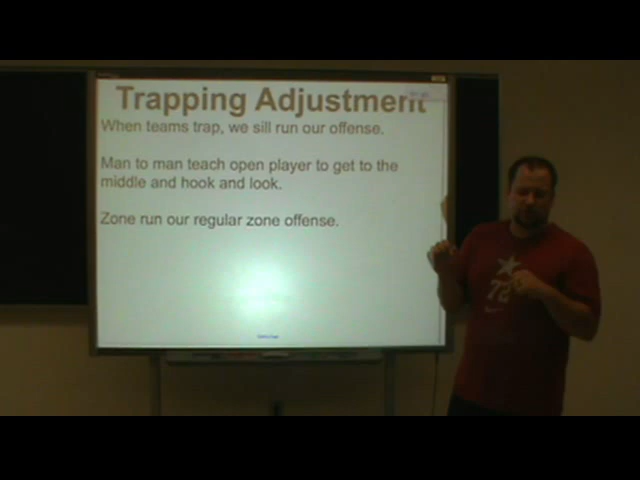 Trapping Adjustment
When teams trap, we sill run our offense.
Man to man teach open player to get to the
middle and hook and look.
Zone run our regular zone offense.
72